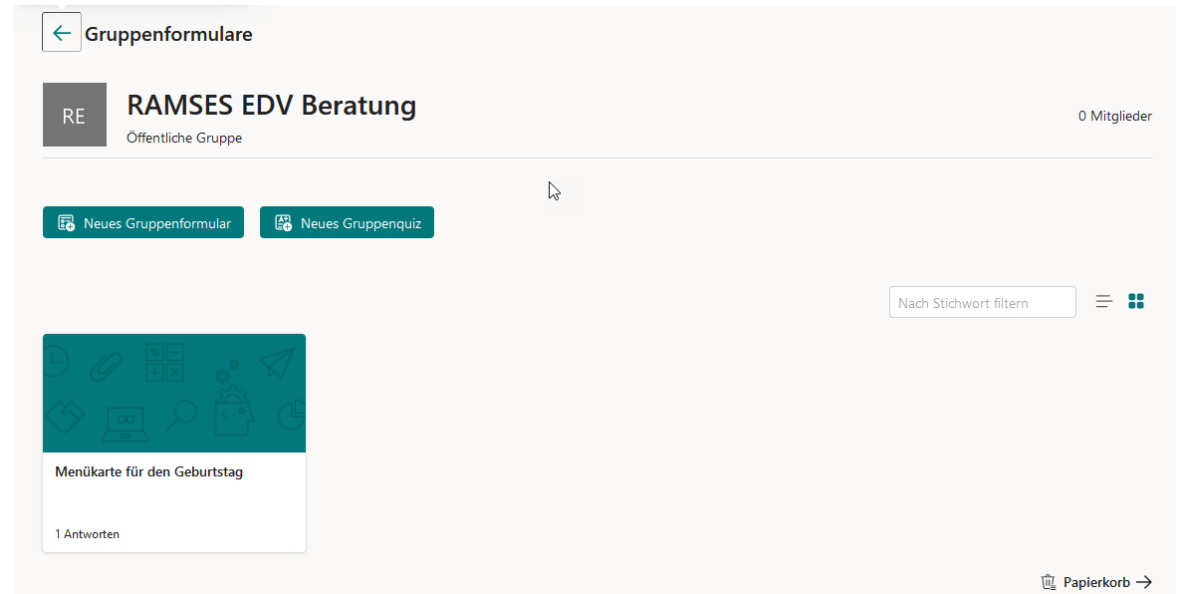 Gruppenformulare
RE
RAMSES EDV Beratung
Öffentliche Gruppe
0 Mitglieder
Neues Gruppenformular
Neues Gruppenquiz
Nach Stichwort filtern
Menükarte für den Geburtstag
1 Antworten
Papierkorb